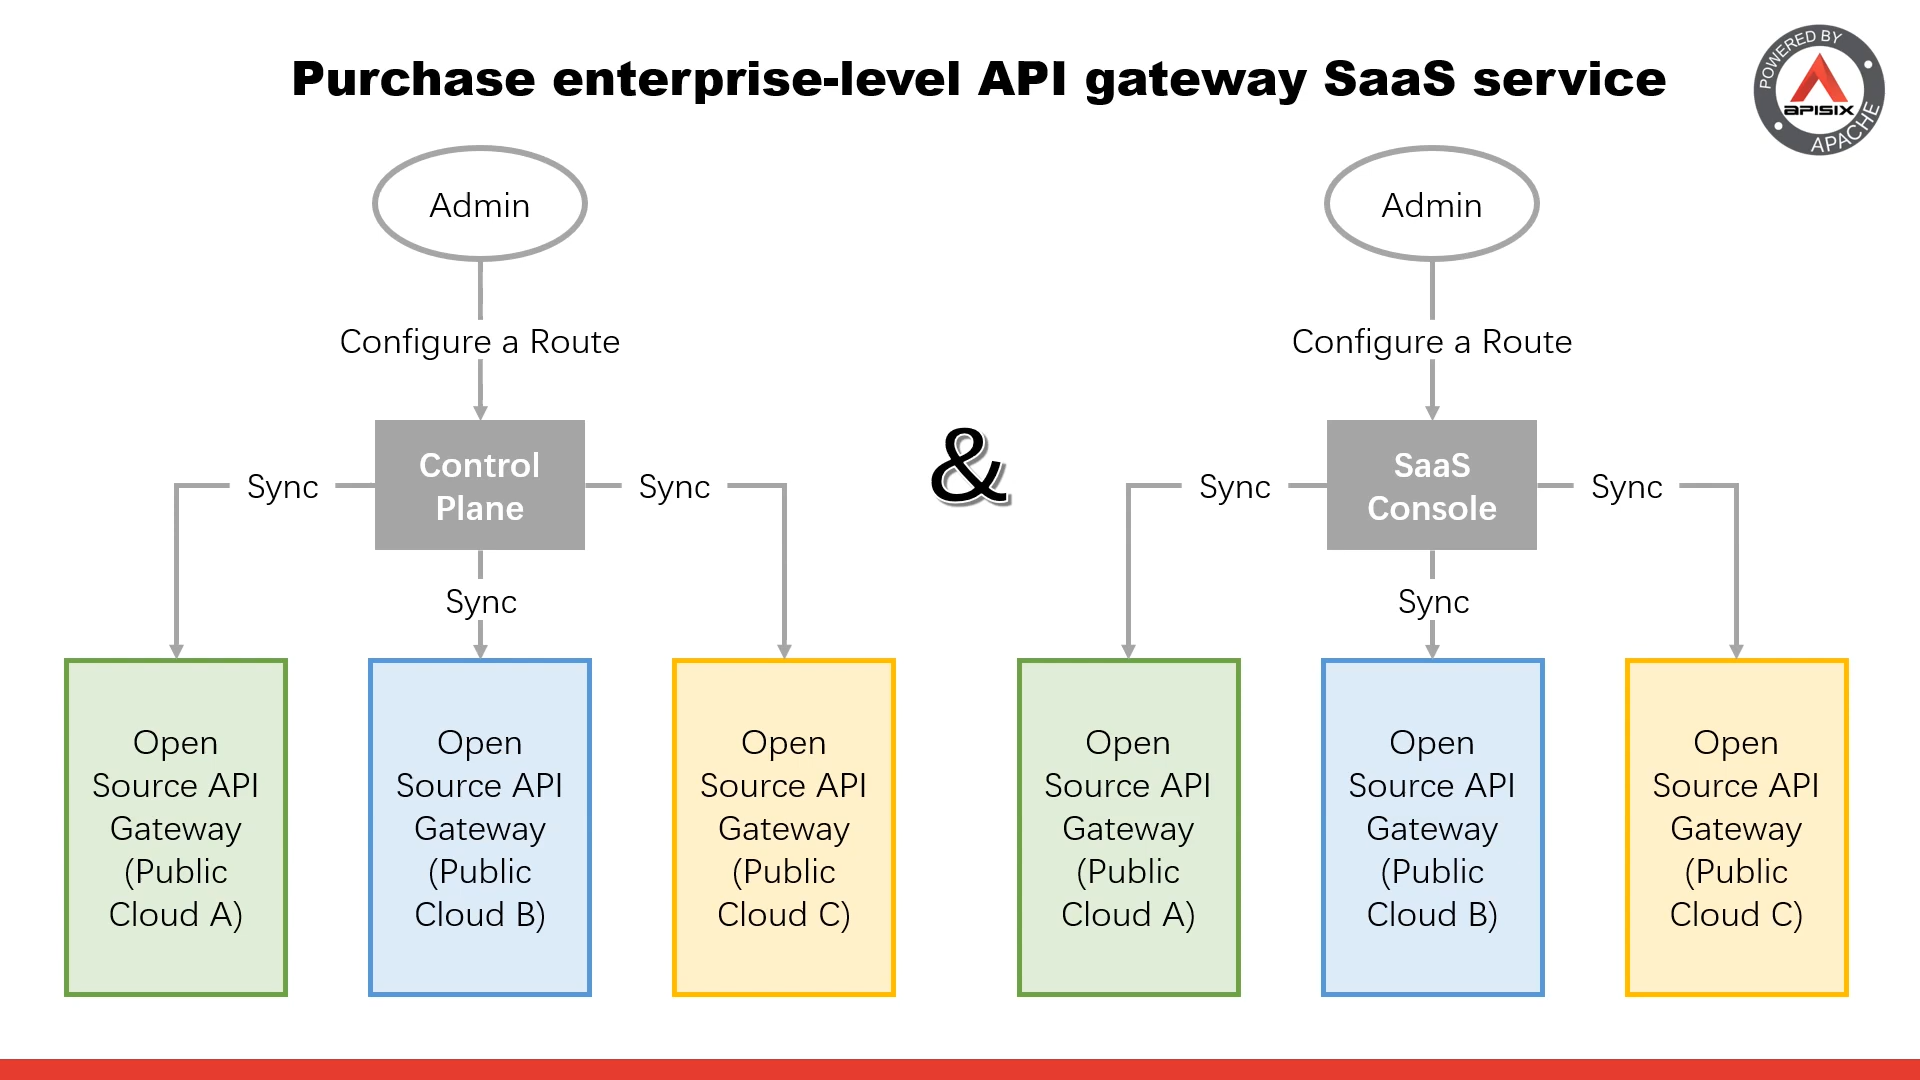 Purchase enterprise-level API gateway SaaS service
POWERED BY
APISIX
APACHE
Admin
Configure a Route
Control
Plane
Sync
Sync
Sync
Open
Source API
Gateway
(Public
Cloud A)
Open
Source API
Gateway
(Public
Cloud B)
Open
Source API
Gateway
(Public
Cloud C)
&
Admin
Configure a Route
SaaS
Console
Sync
Sync
Sync
Open
Source API
Gateway
(Public
Cloud A)
Open
Source API
Gateway
(Public
Cloud B)
Open
Source API
Gateway
(Public
Cloud C)